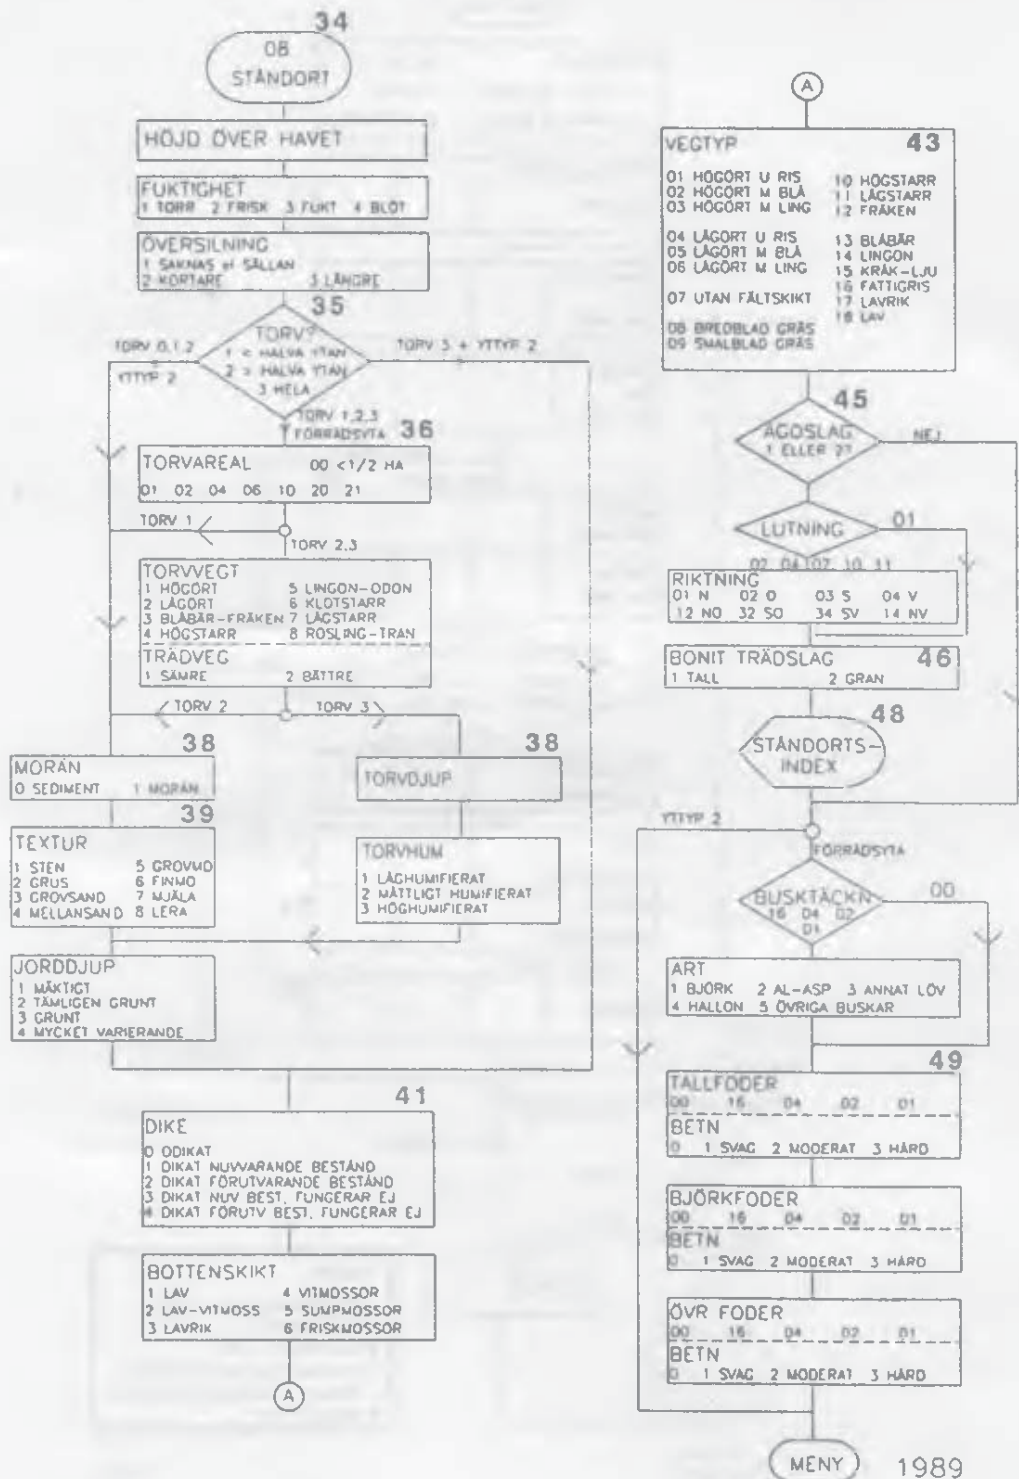 34
08
STÅNDORT
HÖJD ÖVER HAVET
FUKTIGHET
1 TORR 2 FRISK 3 FUKT 4 BLÖT
ÖVERSILNING
1 SAKNAS el SÄLLAN
2 KORTARE 3 LÄNGRE
35
TORV?
1 < HALVA YTAN
2 > HALVA YTAN
3 HELA
TORV 0,1,2
YTTYP 2
TORV 3 + YTTYP 2
TORV 1,2,3
FÖRRÅDSYTA 36
TORVAREAL 00 <1/2 HA
01 02 04 06 10 20 21
TORV 1
TORV 2,3
TORVVEGT
1 HÖGÖRT 5 LINGON-ODON
2 LÅGÖRT 6 KLOTSTARR
3 BLÅBÄR-FRÄKEN 7 LÅGSTARR
4 HÖGSTARR 8 ROSLING-TRAN
TRÄDVEG
1 SÄMRE 2 BÄTTRE
TORV 2 TORV 3
38
MORÄN
0 SEDIMENT 1 MORÄN
38
TORVDJUP
39
TEXTUR
1 STEN 5 GROVMO
2 GRUS 6 FINMO
3 GROVSAND 7 MJÄLA
4 MELLANSAND 8 LERA
TORVHUM
1 LÅGHUMIFIERAT
2 MÅTTLIGT HUMIFIERAT
3 HÖGHUMIFIERAT
JORDDJUP
1 MÄKTIGT
2 TÄMLIGEN GRUNT
3 GRUNT
4 MYCKET VARIERANDE
41
DIKE
0 ODIKAT
1 DIKAT NUVVARANDE BESTÅND
2 DIKAT FÖRUTVARANDE BESTÅND
3 DIKAT NUV BEST, FUNGERAR EJ
4 DIKAT FÖRUTV BEST, FUNGERAR EJ
BOTTENSKIKT
1 LAV 4 VITMOSSOR
2 LAV-VITMOSS 5 SUMPMOSSOR
3 LAVRIK 6 FRISKMOSSOR
A
A
VEGTYP 43
01 HÖGÖRT U RIS 10 HÖGSTARR
02 HÖGÖRT M BLÅ 11 LÅGSTARR
03 HÖGÖRT M LING 12 FRÄKEN
04 LÅGÖRT U RIS 13 BLÅBÄR
05 LÅGÖRT M BLÅ 14 LINGON
06 LÅGÖRT M LING 15 KRÅK-LJU
16 FATTIGRIS
07 UTAN FÄLTSKIKT 17 LAVRIK
18 LAV
08 BREDBLAD GRÄS
09 SMALBLAD GRÄS
45
ÄGOSLAG
1 ELLER 2?
NEJ
LUTNING 01
02 04 07, 10, 11
RIKTNING
01 N 02 O 03 S 04 V
12 NO 32 SO 34 SV 14 NV
BONIT TRÄDSLAG 46
1 TALL 2 GRAN
48
STÅNDORTS-
INDEX
YTTYP 2
FÖRRÅDSYTA
BUSKTÄCKN 00
16 04 02
01
ART
1 BJÖRK 2 AL-ASP 3 ANNAT LÖV
4 HALLON 5 ÖVRIGA BUSKAR
49
TALLFODER
00 16 04 02 01
BETN
0 1 SVAG 2 MODERAT 3 HÅRD
BJÖRKFODER
00 16 04 02 01
BETN
0 1 SVAG 2 MODERAT 3 HÅRD
ÖVR FODER
00 16 04 02 01
BETN
0 1 SVAG 2 MODERAT 3 HÅRD
MENY
1989